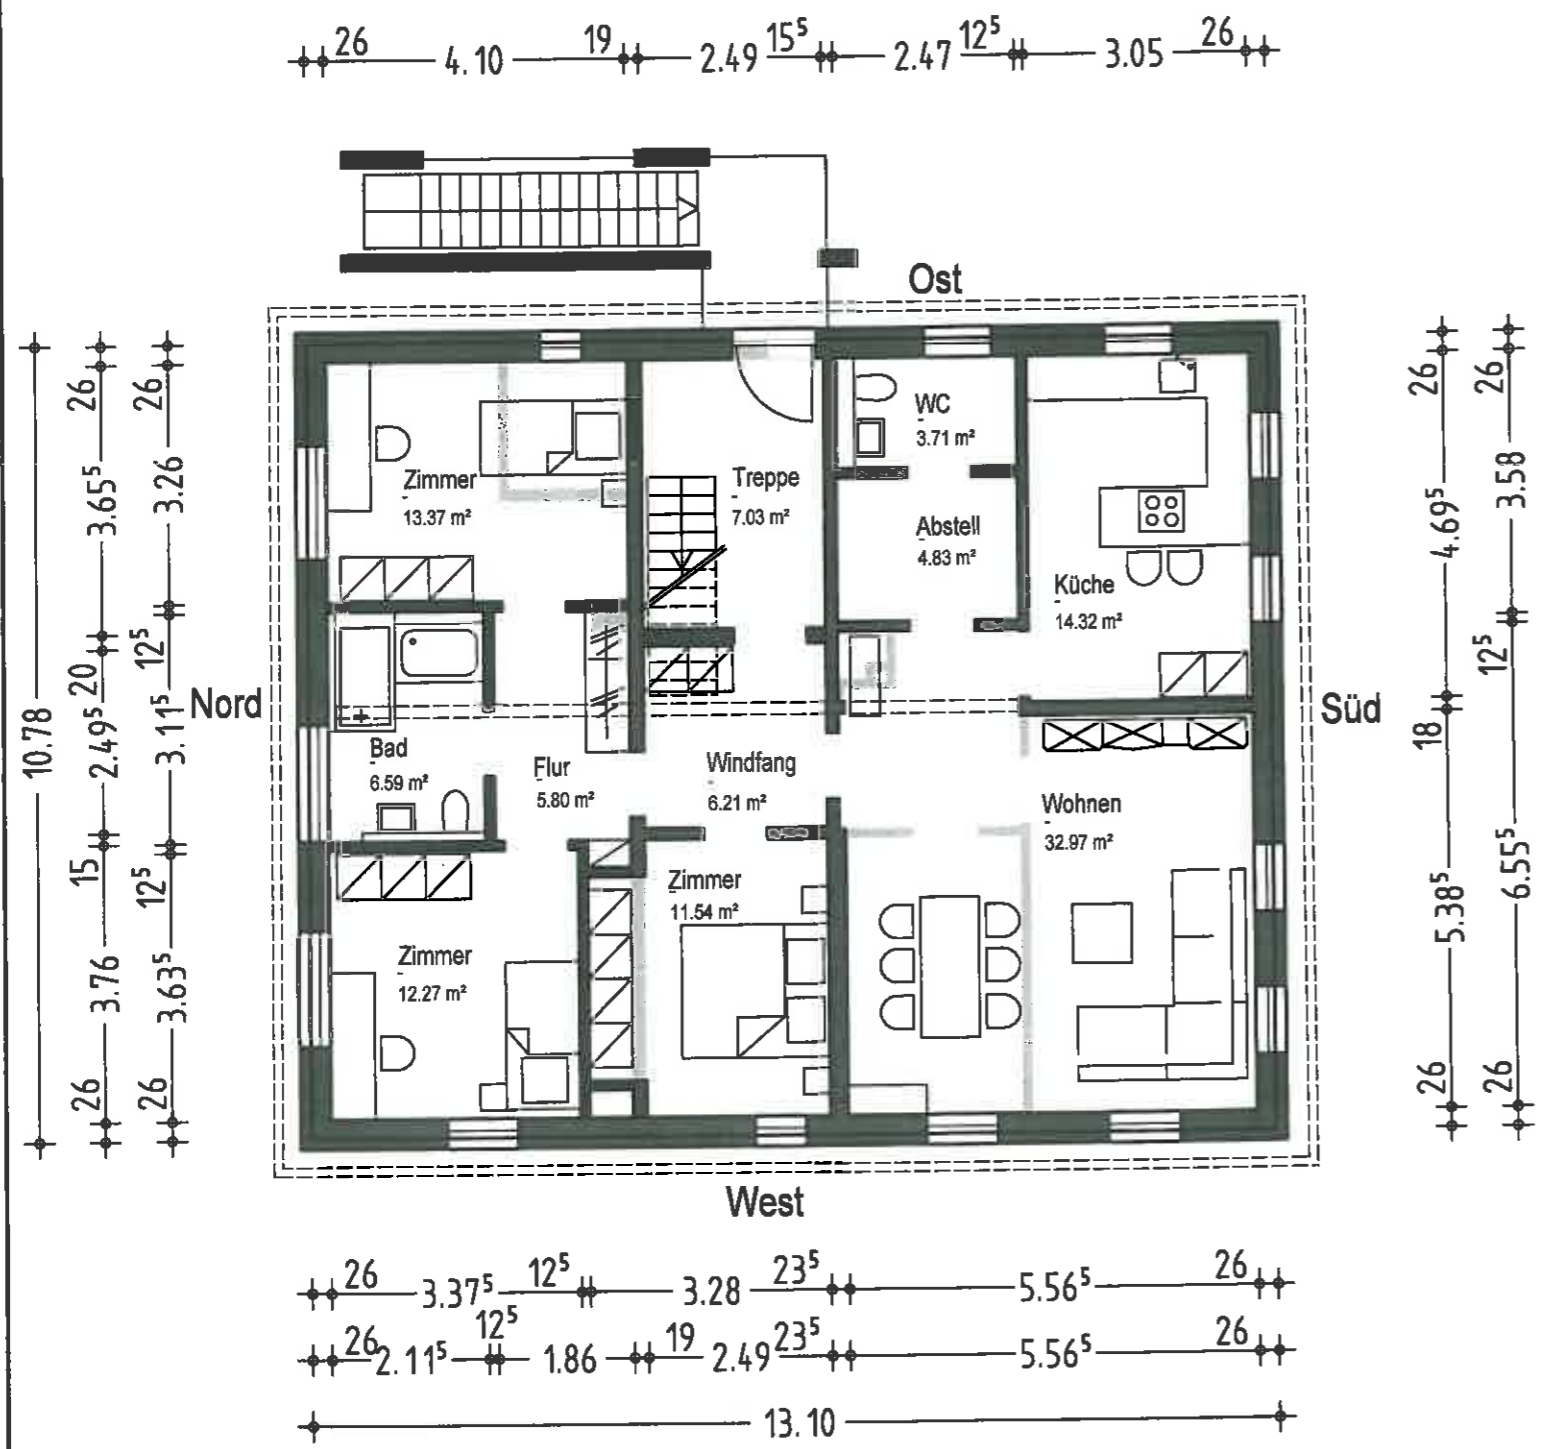 26 4.10 19 2.49 15⁵ 2.47 12⁵ 3.05 26
Ost
Nord
Süd
West
10.78
26 3.65⁵ 20 2.49⁵ 15 3.76 26
26 3.26 12⁵ 3.11⁵ 12⁵ 3.63⁵ 26
Zimmer
13.37 m²
Treppe
7.03 m²
WC
3.71 m²
Abstell
4.83 m²
Küche
14.32 m²
Bad
6.59 m²
Flur
5.80 m²
Windfang
6.21 m²
Wohnen
32.97 m²
Zimmer
11.54 m²
Zimmer
12.27 m²
26 4.69⁵ 18 5.38⁵ 26
26 3.58 12⁵ 6.55⁵ 26
26 3.37⁵ 12⁵ 3.28 23⁵ 5.56⁵ 26
26 2.11⁵ 12⁵ 1.86 19 2.49 23⁵ 5.56⁵ 26
13.10